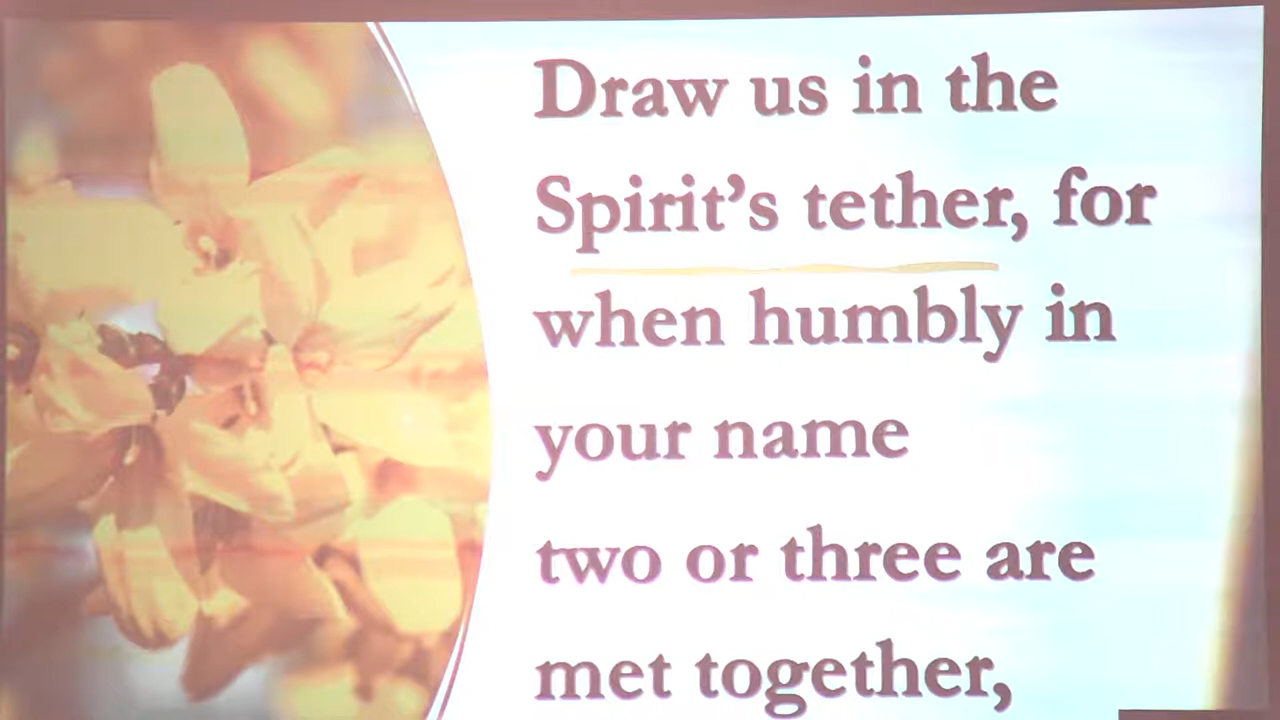 Draw us in the
Spirit's tether, for
when humbly in
your name
two or three are
met together,